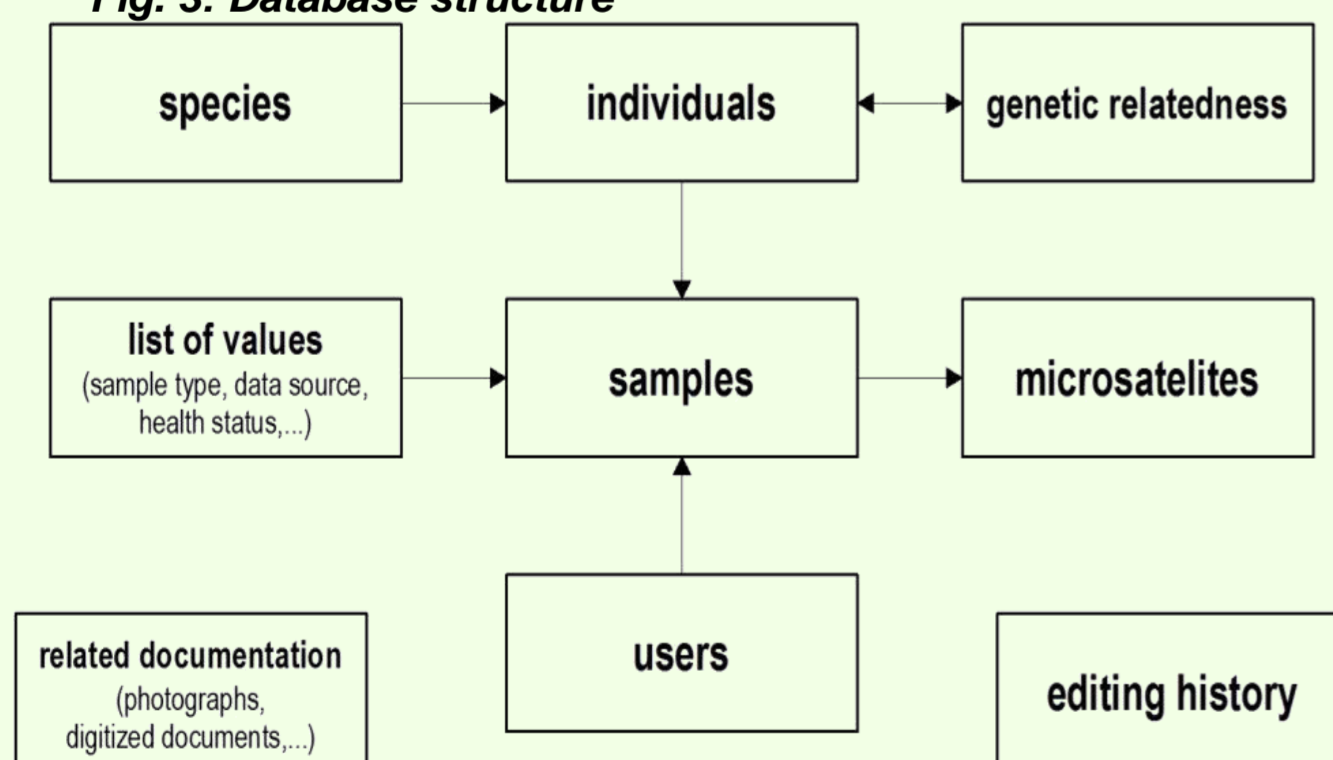 Fig. 3: Database structure
species
individuals
genetic relatedness
list of values
(sample type, data source,
health status,...)
samples
microsatelites
users
related documentation
(photographs,
digitized documents,...)
editing history